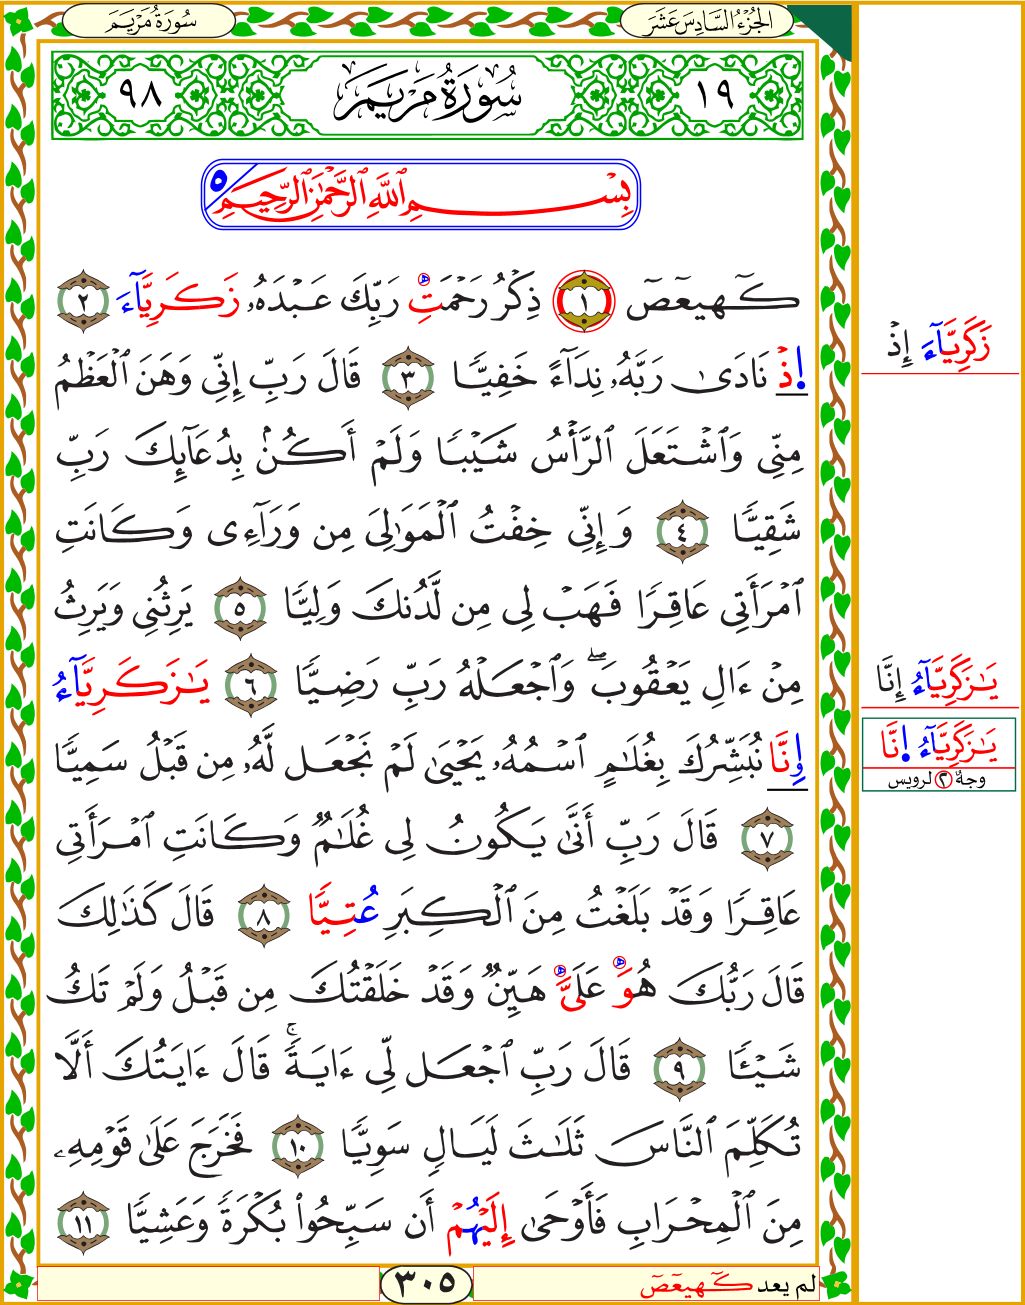 الجُزْءُ السَّادِسَ عَشَرَ
سُورَةُ مَرْيَمَ
١٩
سُورَةُ مَرْيَمَ
٩٨
بِسْمِ ٱللَّهِ ٱلرَّحْمَٰنِ ٱلرَّحِيمِ ٥
كٓهيعٓصٓ ١ ذِكْرُ رَحْمَتِ رَبِّكَ عَبْدَهُۥ زَكَرِيَّآءَ ٢
إِذْ نَادَىٰ رَبَّهُۥ نِدَآءً خَفِيًّا ٣ قَالَ رَبِّ إِنِّي وَهَنَ ٱلْعَظْمُ
مِنِّي وَٱشْتَعَلَ ٱلرَّأْسُ شَيْبًا وَلَمْ أَكُنۢ بِدُعَآئِكَ رَبِّ
شَقِيًّا ٤ وَإِنِّي خِفْتُ ٱلْمَوَٰلِيَ مِن وَرَآءِى وَكَانَتِ
ٱمْرَأَتِي عَاقِرًا فَهَبْ لِي مِن لَّدُنكَ وَلِيًّا ٥ يَرِثُنِي وَيَرِثُ
مِنْ ءَالِ يَعْقُوبَۖ وَٱجْعَلْهُ رَبِّ رَضِيًّا ٦ يَٰزَكَرِيَّآءُ
إِنَّا نُبَشِّرُكَ بِغُلَٰمٍ ٱسْمُهُۥ يَحْيَىٰ لَمْ نَجْعَل لَّهُۥ مِن قَبْلُ سَمِيًّا
٧ قَالَ رَبِّ أَنَّىٰ يَكُونُ لِي غُلَٰمٌ وَكَانَتِ ٱمْرَأَتِي
عَاقِرًا وَقَدْ بَلَغْتُ مِنَ ٱلْكِبَرِ عُتِيًّا ٨ قَالَ كَذَٰلِكَ
قَالَ رَبُّكَ هُوَ عَلَيَّ هَيِّنٌ وَقَدْ خَلَقْتُكَ مِن قَبْلُ وَلَمْ تَكُ
شَيْـًٔا ٩ قَالَ رَبِّ ٱجْعَل لِّي ءَايَةًۚ قَالَ ءَايَتُكَ أَلَّا
تُكَلِّمَ ٱلنَّاسَ ثَلَٰثَ لَيَالٍ سَوِيًّا ١٠ فَخَرَجَ عَلَىٰ قَوْمِهِۦ
مِنَ ٱلْمِحْرَابِ فَأَوْحَىٰ إِلَيْهُمْ أَن سَبِّحُوا۟ بُكْرَةً وَعَشِيًّا ١١
زَكَرِيَّآءَ إِذْ
يَٰزَكَرِيَّآءُ إِنَّا
يَٰزَكَرِيَّآءُ إِنَّا
وجهٌ ٢ لرويس
لم يعد كٓهيعٓصٓ
٣٠٥